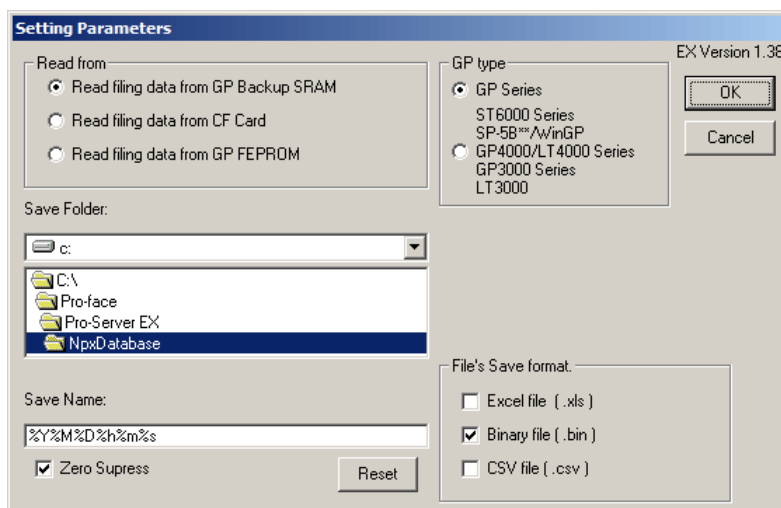 Setting Parameters
EX Version 1.38
Read from
Read filing data from GP Backup SRAM
Read filing data from CF Card
Read filing data from GP FEPROM
GP type
GP Series
ST6000 Series
SP-5B**/WinGP
GP4000/LT4000 Series
GP3000 Series
LT3000
OK
Cancel
Save Folder:
c:
C:\
Pro-face
Pro-Server EX
NpxDatabase
Save Name:
%Y%M%D%h%m%s
Zero Supress
Reset
File's Save format.
Excel file ( .xls )
Binary file ( .bin )
CSV file ( .csv )